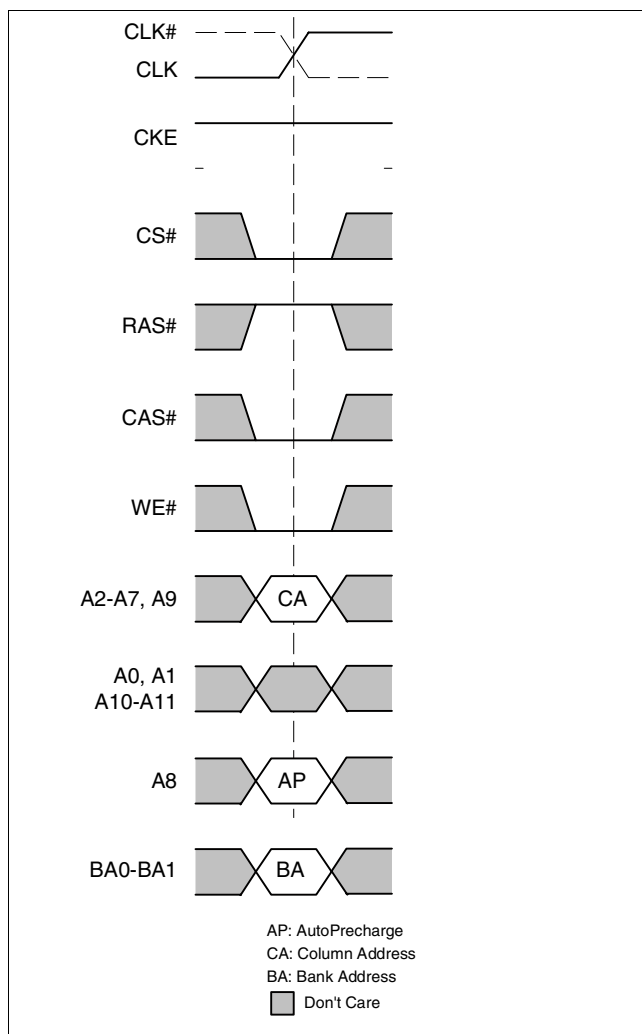 CLK#
CLK
CKE
CS#
RAS#
CAS#
WE#
A2-A7, A9
CA
A0, A1
A10-A11
A8
AP
BA0-BA1
BA
AP: AutoPrecharge
CA: Column Address
BA: Bank Address
Don't Care